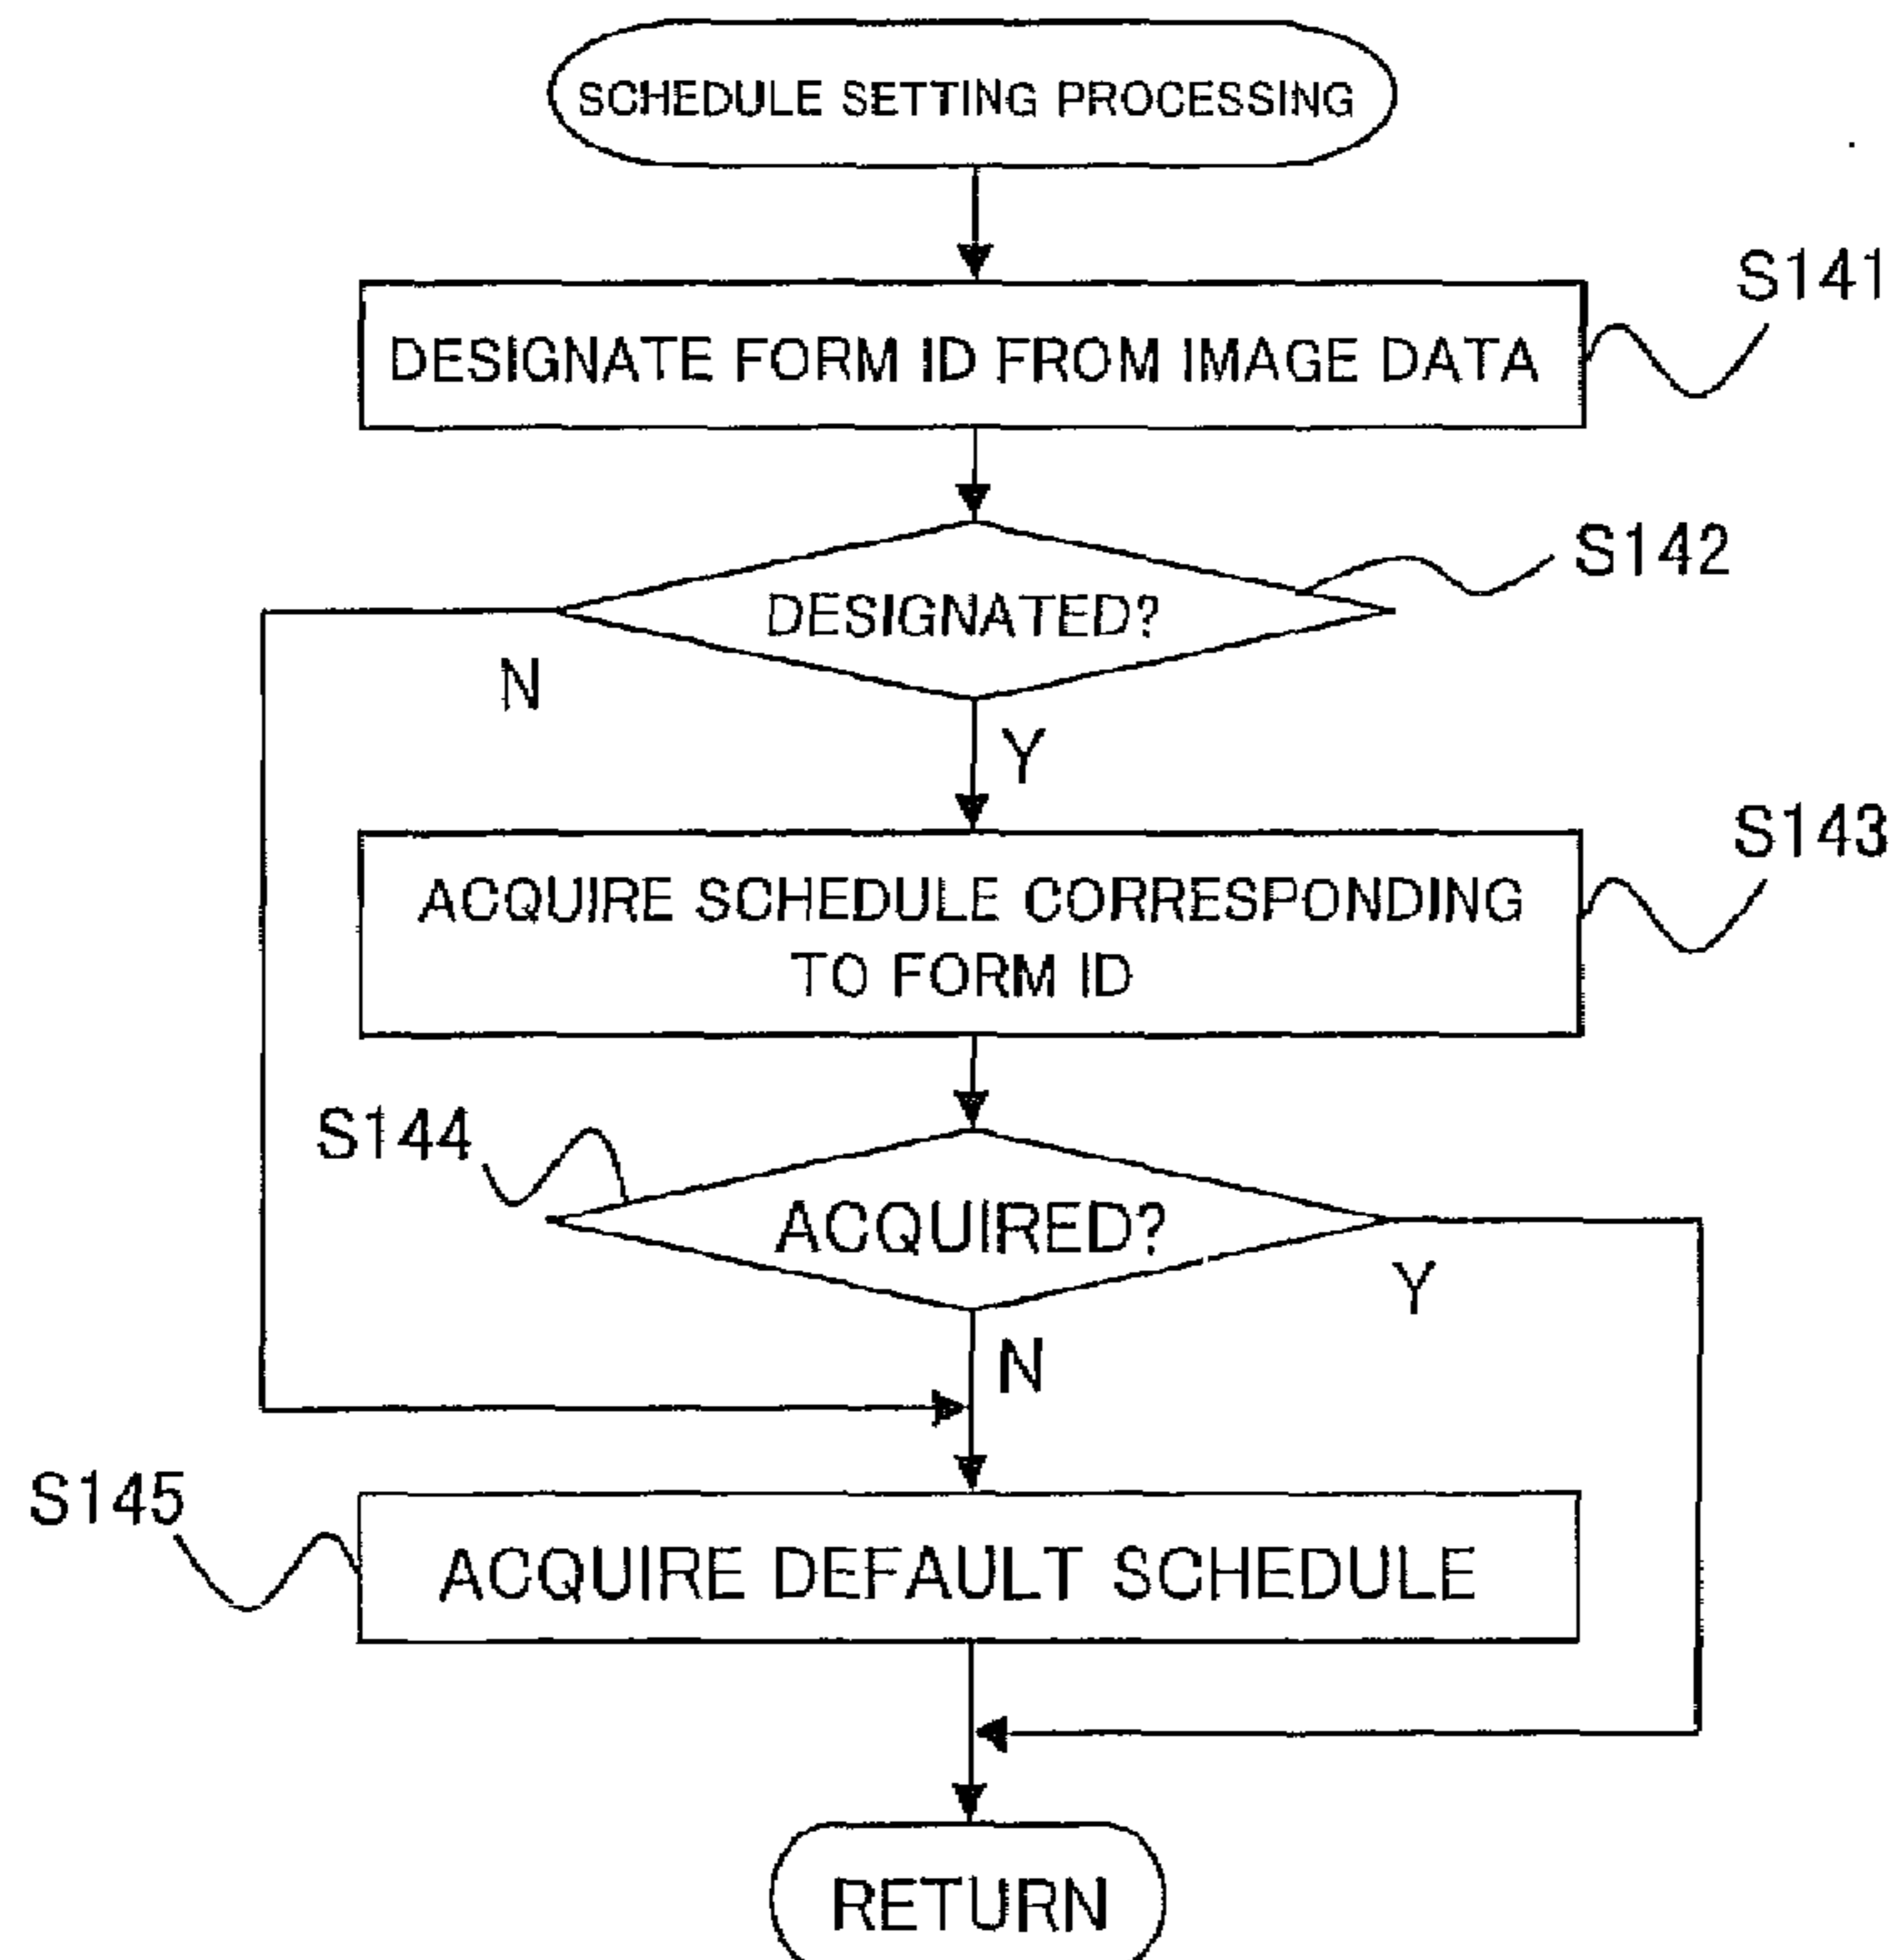 SCHEDULE SETTING PROCESSING
S141
DESIGNATE FORM ID FROM IMAGE DATA
S142
DESIGNATED?
N
Y
S143
ACQUIRE SCHEDULE CORRESPONDING
TO FORM ID
S144
ACQUIRED?
Y
N
S145
ACQUIRE DEFAULT SCHEDULE
RETURN